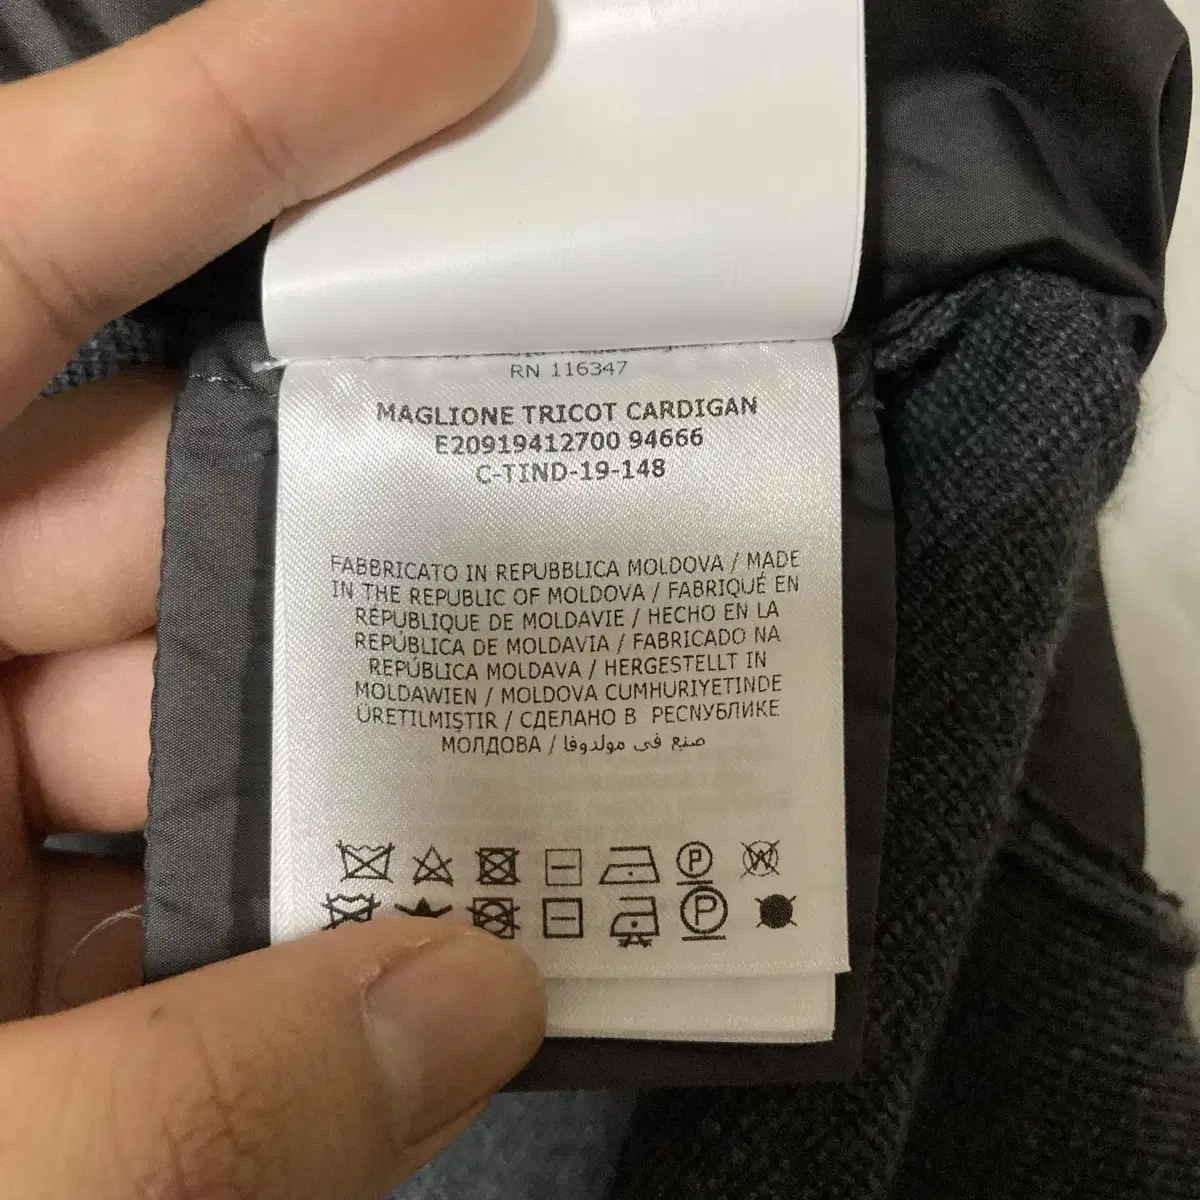 RN 116347
MAGLIONE TRICOT CARDIGAN
E20919412700 94666
C-TIND-19-148
FABBRICATO IN REPUBBLICA MOLDOVA / MADE
IN THE REPUBLIC OF MOLDOVA / FABRIQUÉ EN
RÉPUBLIQUE DE MOLDAVIE / HECHO EN LA
REPÚBLICA DE MOLDAVIA / FABRICADO NA
REPÚBLICA MOLDAVA / HERGESTELLT IN
MOLDAWIEN / MOLDOVA CUMHURIYETINDE
ÜRETILMIŞTIR / СДЕЛАНО В РЕСПУБЛИКЕ
МОЛДОВА / صنع في مولدوفا
P W
P